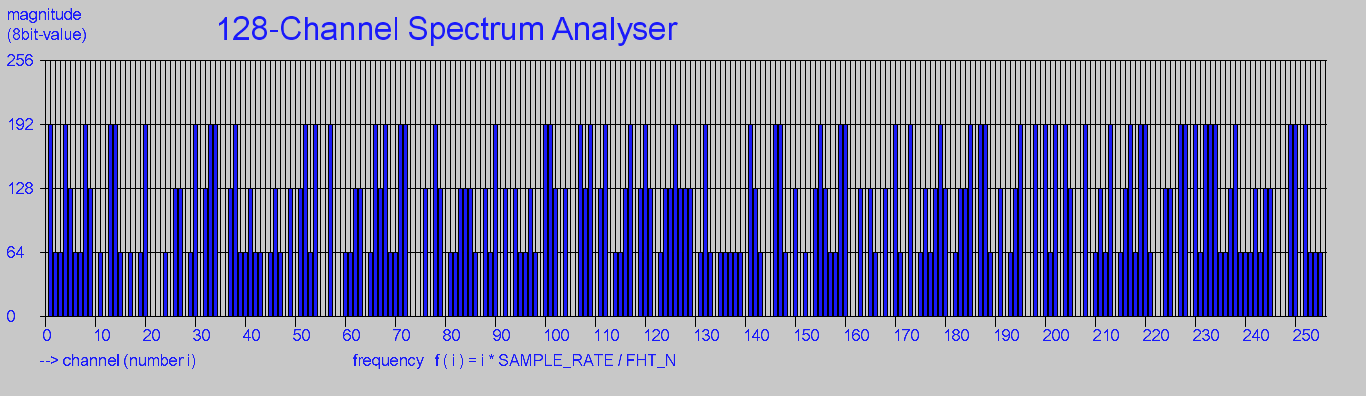 magnitude
(8bit-value)
128-Channel Spectrum Analyser
256
192
128
64
0
0 10 20 30 40 50 60 70 80 90 100 110 120 130 140 150 160 170 180 190 200 210 220 230 240 250
--> channel (number i) frequency f ( i ) = i * SAMPLE_RATE / FHT_N